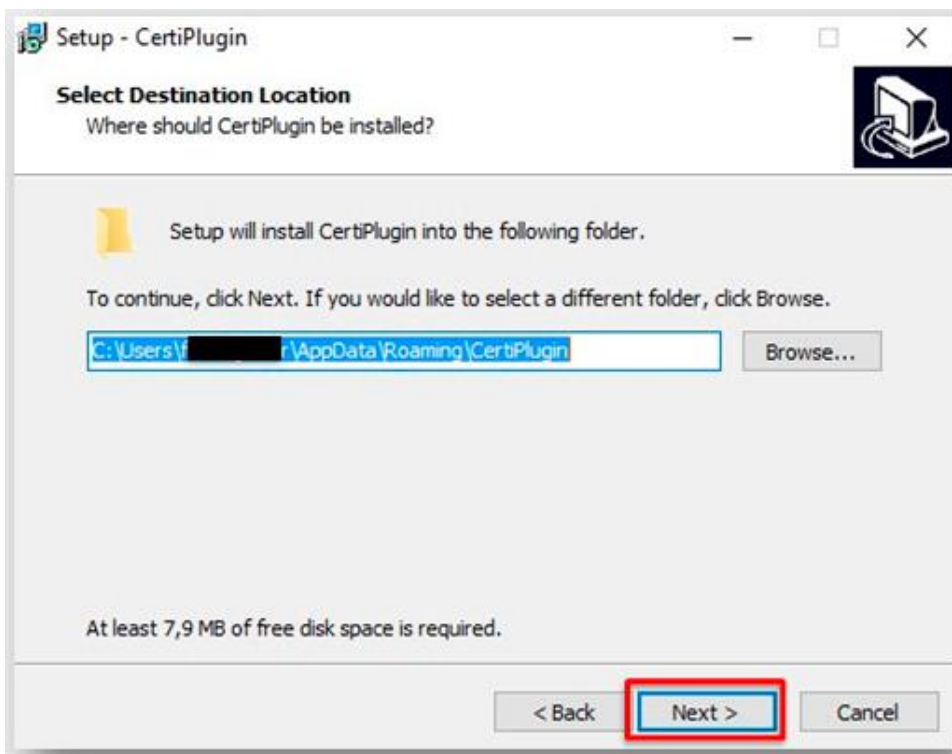 Setup - CertiPlugin
Select Destination Location
Where should CertiPlugin be installed?
Setup will install CertiPlugin into the following folder.
To continue, click Next. If you would like to select a different folder, click Browse.
C:\Users\f r\AppData\Roaming\CertiPlugin
Browse...
At least 7,9 MB of free disk space is required.
< Back
Next >
Cancel